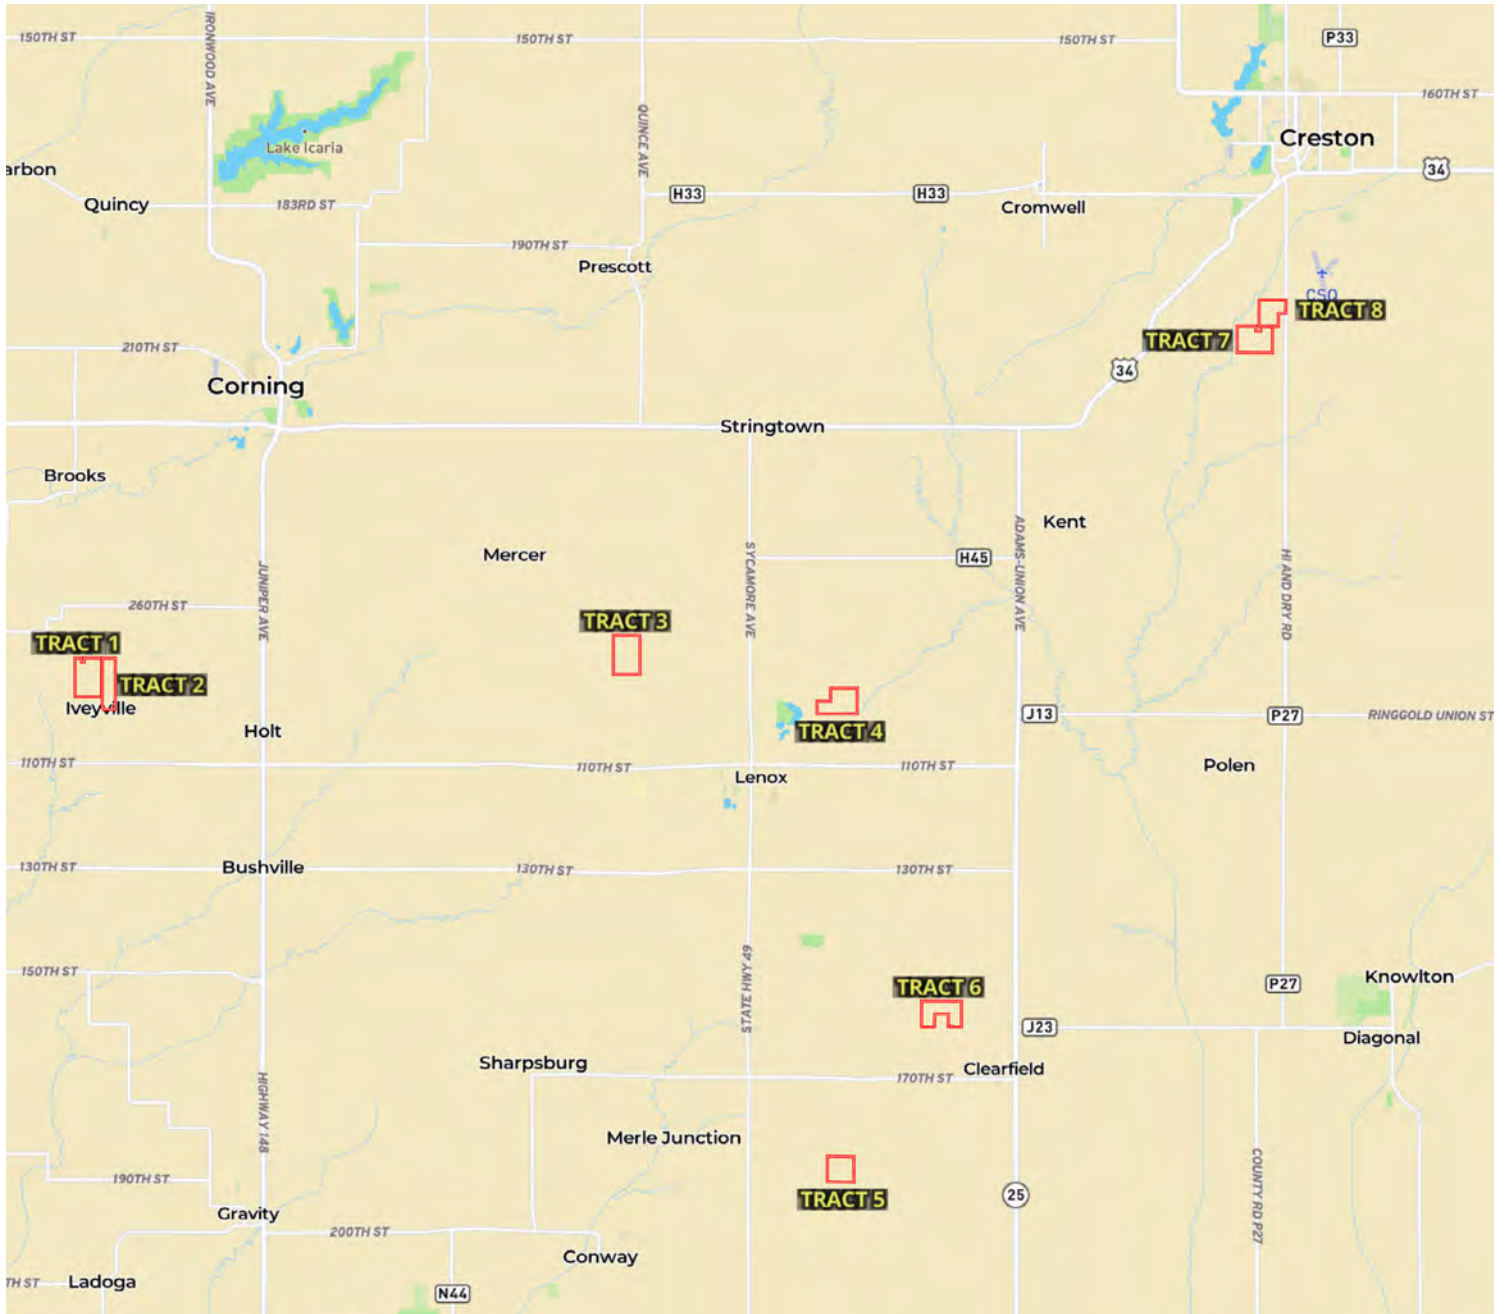 150TH ST
150TH ST
150TH ST
P33
IRONWOOD AVE
160TH ST
QUINCE AVE
Creston
Lake Icaria
arbon
34
Quincy
183RD ST
H33
H33
Cromwell
190TH ST
Prescott
CSQ
TRACT 8
TRACT 7
210TH ST
34
Corning
Stringtown
Brooks
Kent
Mercer
H45
SYCAMORE AVE
ADAMS-UNION AVE
JUNIPER AVE
HI AND DRY RD
260TH ST
TRACT 3
TRACT 1
TRACT 2
Iveyville
J13
P27
RINGGOLD UNION ST
Holt
TRACT 4
110TH ST
110TH ST
110TH ST
Polen
Lenox
130TH ST
Bushville
130TH ST
130TH ST
150TH ST
STATE HWY 49
TRACT 6
P27
Knowlton
J23
Diagonal
Sharpsburg
170TH ST
Clearfield
HIGHWAY 148
Merle Junction
190TH ST
TRACT 5
25
COUNTY RD P27
Gravity
200TH ST
Conway
TH ST
Ladoga
N44